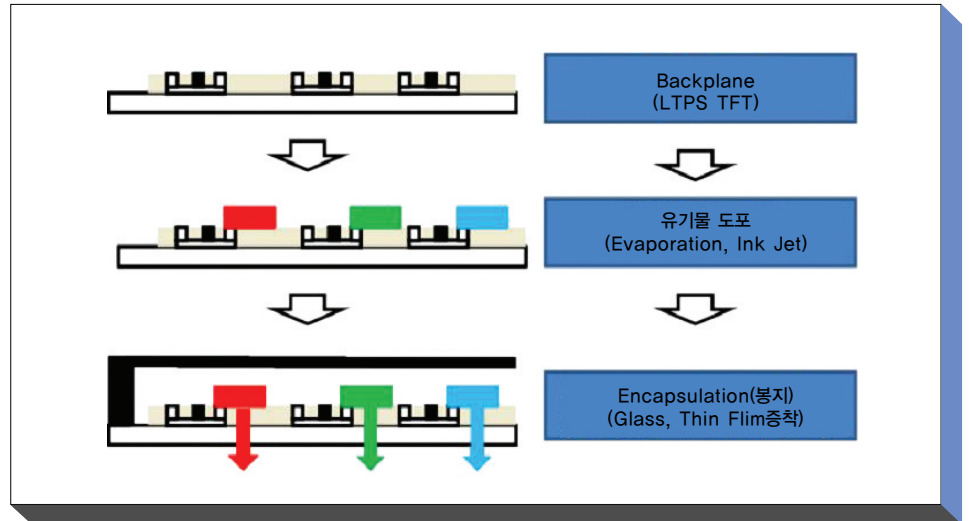 Backplane
(LTPS TFT)
유기물 도포
(Evaporation, Ink Jet)
Encapsulation(봉지)
(Glass, Thin Flim증착)